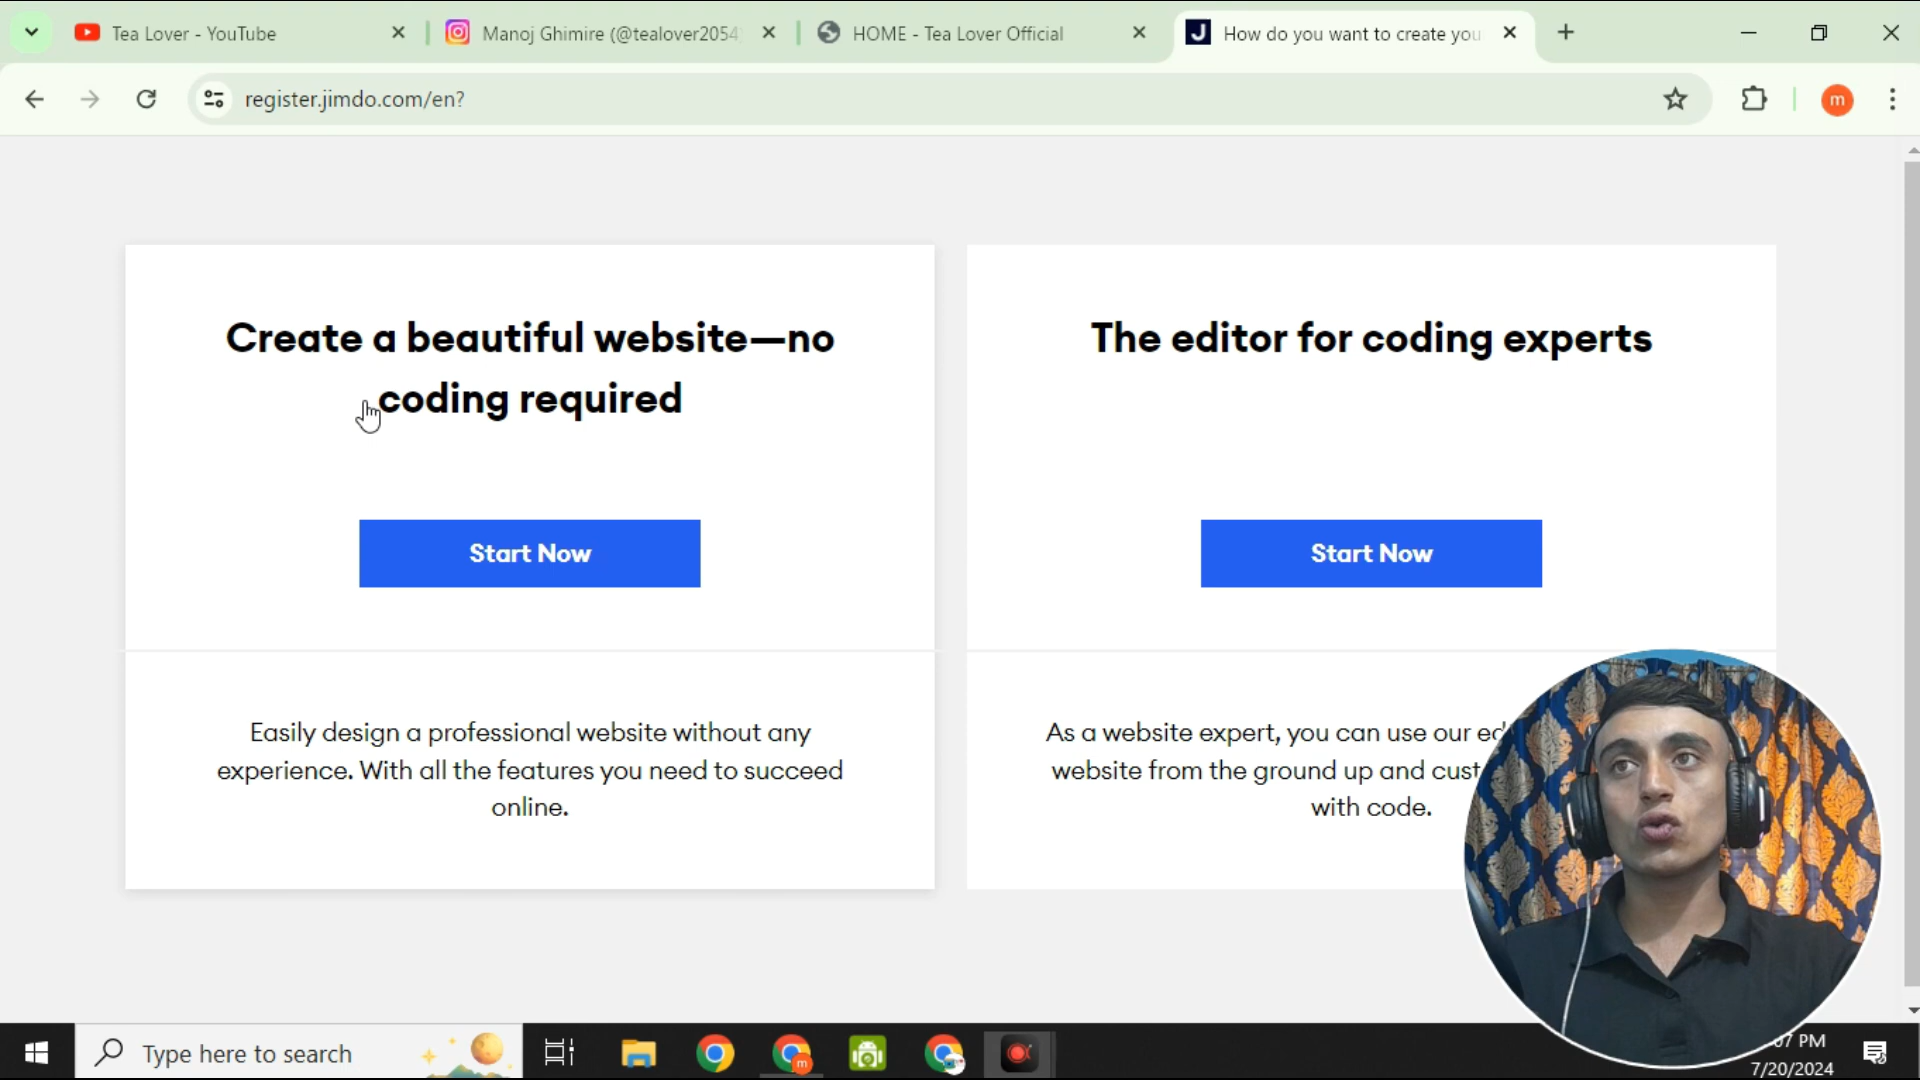 Tea Lover - YouTube
Manoj Ghimire (@tealover2054
HOME - Tea Lover Official
How do you want to create you
register.jimdo.com/en?
m
Create a beautiful website—no
coding required
Start Now
Easily design a professional website without any
experience. With all the features you need to succeed
online.
The editor for coding experts
Start Now
As a website expert, you can use our ed
website from the ground up and cust
with code.
Type here to search
07 PM
7/20/2024